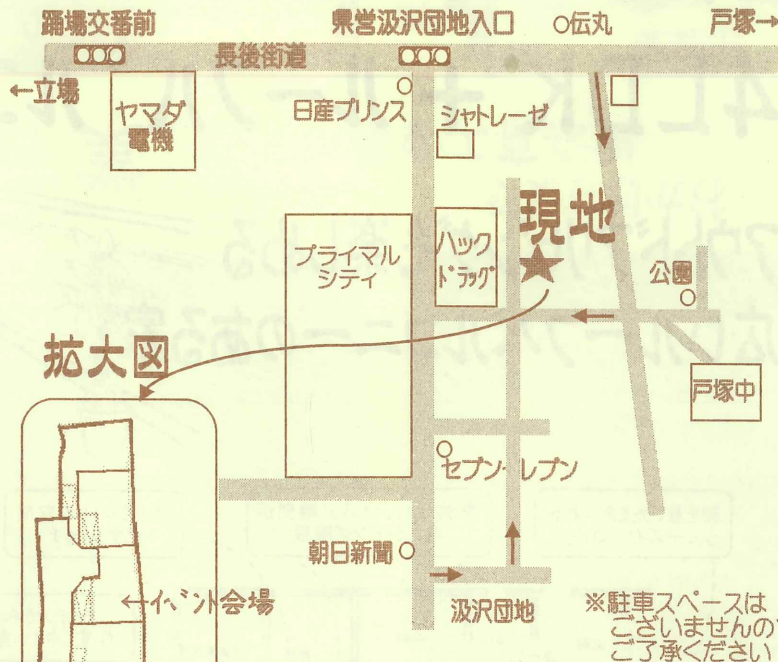 踊場交番前
県営汲沢団地入口
伝丸
戸塚→
長後街道
←立場
ヤマダ
電機
日産プリンス
シャトレーゼ
現地
プライマル
シティ
ハック
ドラッグ
公園
拡大図
戸塚中
セブンイレブン
朝日新聞
←イベント会場
汲沢団地
※駐車スペースは
ございませんので
ご了承ください